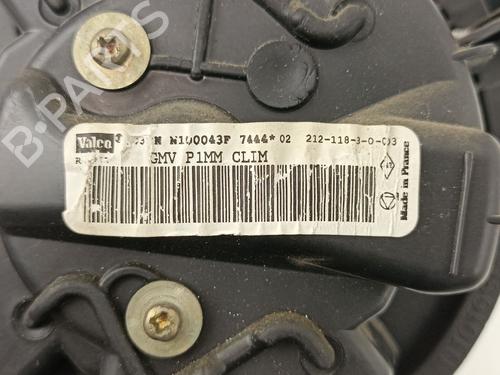 Valeo N N100043F 7444* 02 212-118-3-0-003
GMV P1MM CLIM
Made in France
B-PARTS